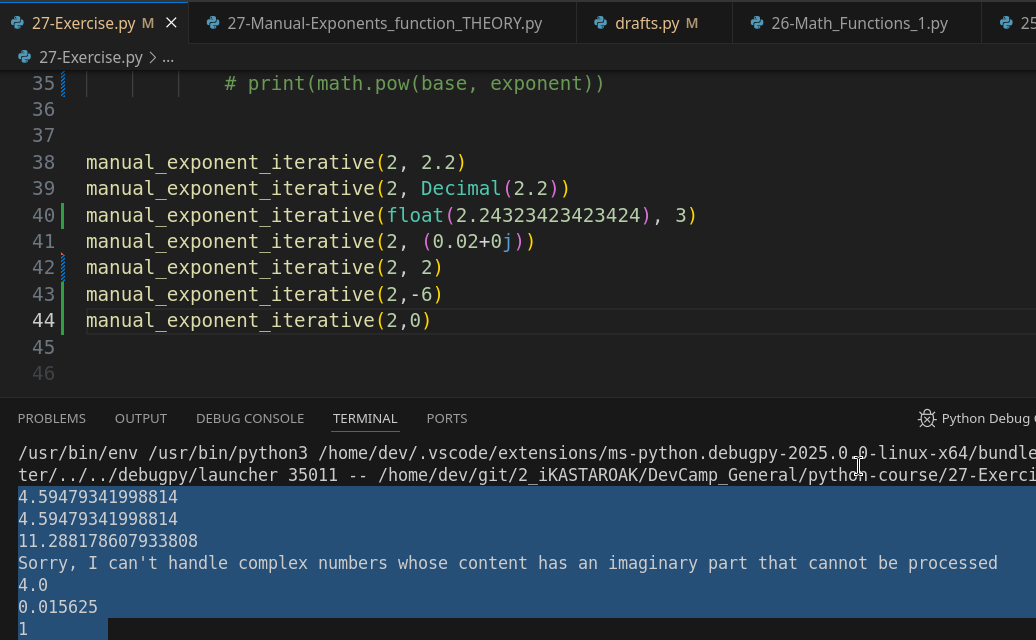 27-Exercise.py M 27-Manual-Exponents_function_THEORY.py drafts.py M 26-Math_Functions_1.py 25
27-Exercise.py > ...
35 # print(math.pow(base, exponent))
36
37
38 manual_exponent_iterative(2, 2.2)
39 manual_exponent_iterative(2, Decimal(2.2))
40 manual_exponent_iterative(float(2.24323423423424), 3)
41 manual_exponent_iterative(2, (0.02+0j))
42 manual_exponent_iterative(2, 2)
43 manual_exponent_iterative(2,-6)
44 manual_exponent_iterative(2,0)
45
46
PROBLEMS OUTPUT DEBUG CONSOLE TERMINAL PORTS Python Debug
/usr/bin/env /usr/bin/python3 /home/dev/.vscode/extensions/ms-python.debugpy-2025.0.0-linux-x64/bundle
ter/../../debugpy/launcher 35011 -- /home/dev/git/2_iKASTAROAK/DevCamp_General/python-course/27-Exerci
4.59479341998814
4.59479341998814
11.288178607933808
Sorry, I can't handle complex numbers whose content has an imaginary part that cannot be processed
4.0
0.015625
1